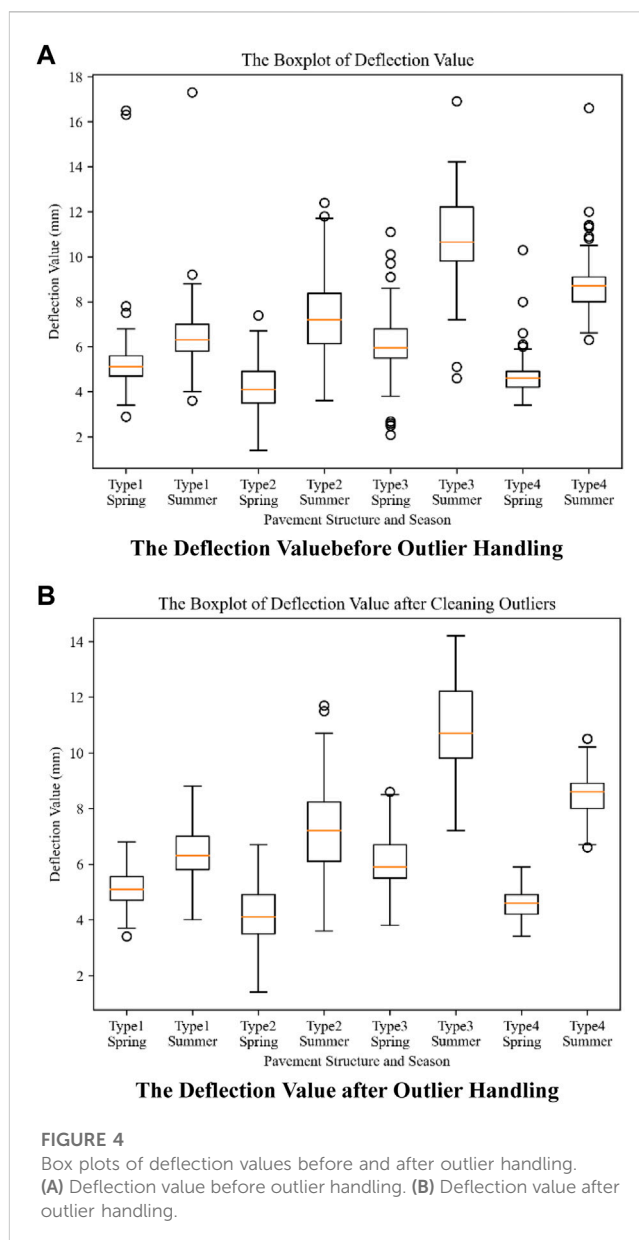 A
The Boxplot of Deflection Value
18
16
14
12
10
8
6
4
2
Deflection Value (mm)
Type1 Type1 Type2 Type2 Type3 Type3 Type4 Type4
Spring Summer Spring Summer Spring Summer Spring Summer
Pavement Structure and Season
The Deflection Valuebefore Outlier Handling
B
The Boxplot of Deflection Value after Cleaning Outliers
14
12
10
8
6
4
2
Deflection Value (mm)
Type1 Type1 Type2 Type2 Type3 Type3 Type4 Type4
Spring Summer Spring Summer Spring Summer Spring Summer
Pavement Structure and Season
The Deflection Value after Outlier Handling
FIGURE 4
Box plots of deflection values before and after outlier handling.
(A) Deflection value before outlier handling. (B) Deflection value after
outlier handling.